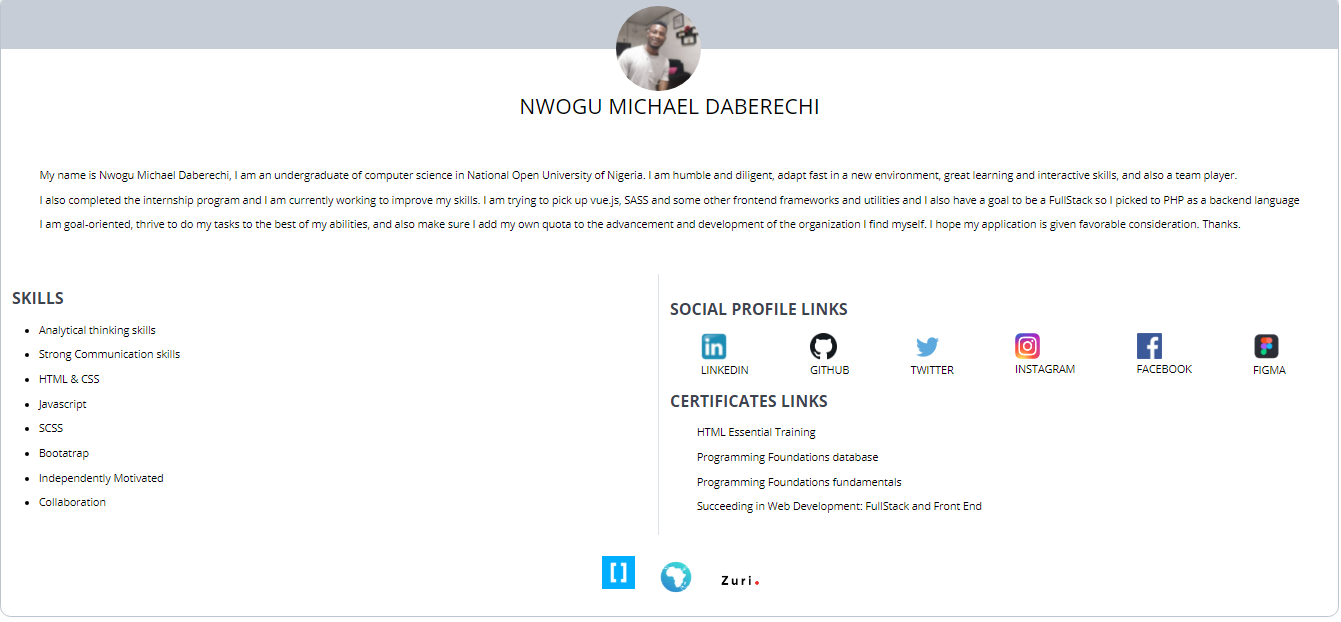 NWOGU MICHAEL DABERECHI
My name is Nwogu Michael Daberechi, I am an undergraduate of computer science in National Open University of Nigeria. I am humble and diligent, adapt fast in a new environment, great learning and interactive skills, and also a team player.
I also completed the internship program and I am currently working to improve my skills. I am trying to pick up vue.js, SASS and some other frontend frameworks and utilities and I also have a goal to be a FullStack so I picked to PHP as a backend language
I am goal-oriented, thrive to do my tasks to the best of my abilities, and also make sure I add my own quota to the advancement and development of the organization I find myself. I hope my application is given favorable consideration. Thanks.
SKILLS
Analytical thinking skills
Strong Communication skills
HTML & CSS
Javascript
SCSS
Bootatrap
Independently Motivated
Collaboration
SOCIAL PROFILE LINKS
LINKEDIN
GITHUB
TWITTER
INSTAGRAM
FACEBOOK
FIGMA
CERTIFICATES LINKS
HTML Essential Training
Programming Foundations database
Programming Foundations fundamentals
Succeeding in Web Development: FullStack and Front End
Zuri.